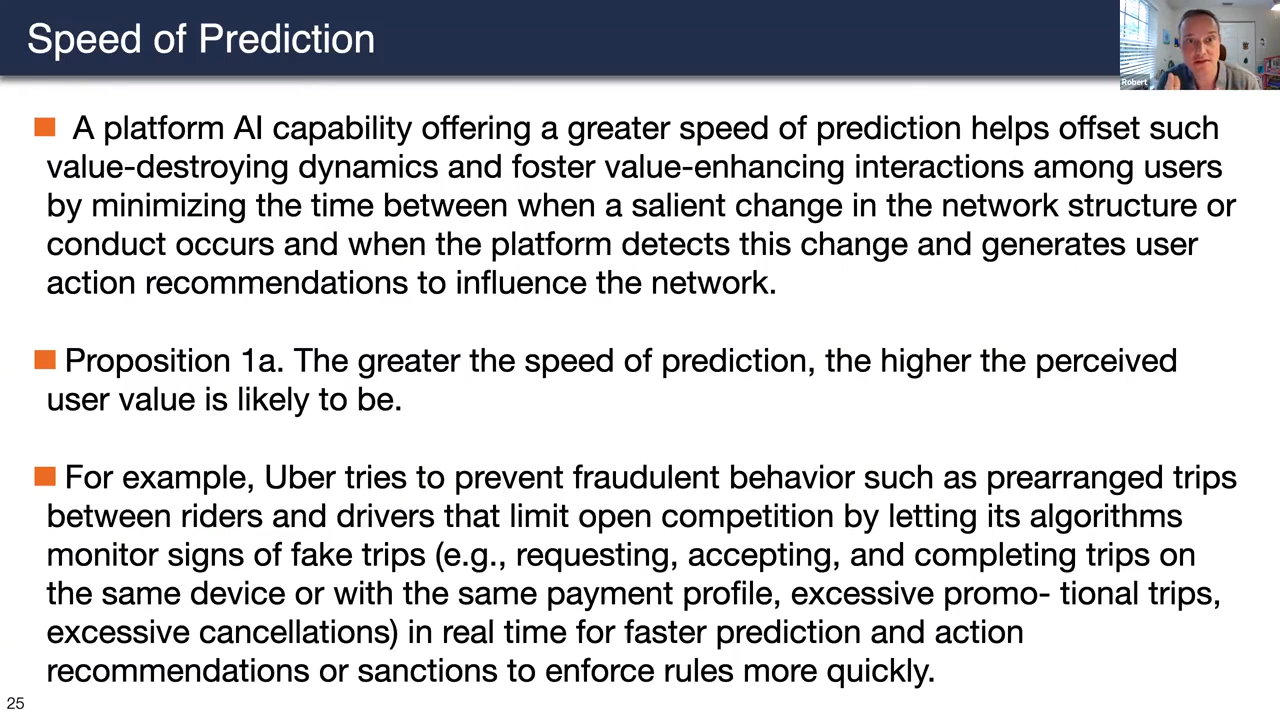 Speed of Prediction
Robert
A platform AI capability offering a greater speed of prediction helps offset such
value-destroying dynamics and foster value-enhancing interactions among users
by minimizing the time between when a salient change in the network structure or
conduct occurs and when the platform detects this change and generates user
action recommendations to influence the network.
Proposition 1a. The greater the speed of prediction, the higher the perceived
user value is likely to be.
For example, Uber tries to prevent fraudulent behavior such as prearranged trips
between riders and drivers that limit open competition by letting its algorithms
monitor signs of fake trips (e.g., requesting, accepting, and completing trips on
the same device or with the same payment profile, excessive promo- tional trips,
excessive cancellations) in real time for faster prediction and action
recommendations or sanctions to enforce rules more quickly.
25